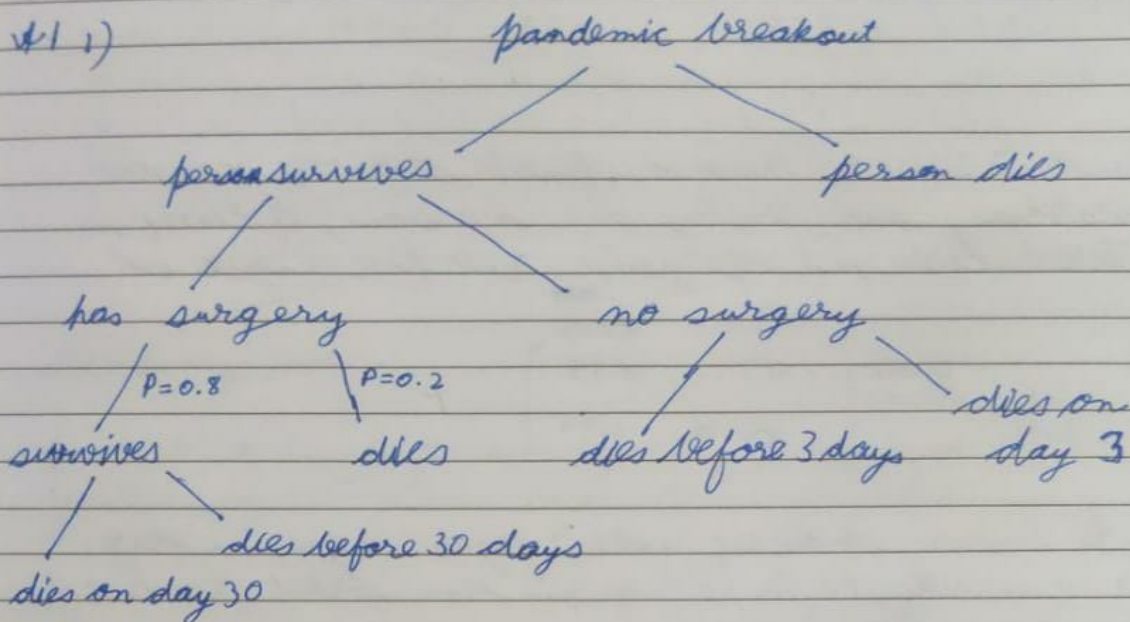 1)
pandemic breakout
person survives
person dies
has surgery
no surgery
P=0.8
P=0.2
survives
dies
dies before 3 days
dies on
day 3
dies before 30 days
dies on day 30